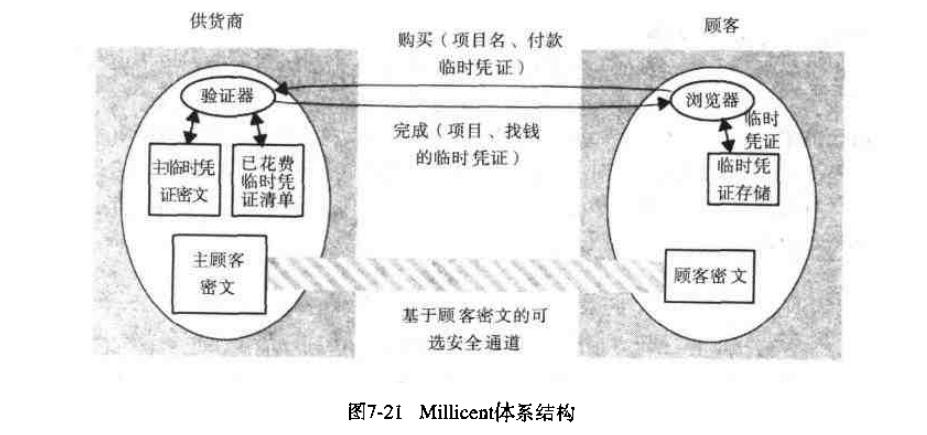 供货商
顾客
购买（项目名、付款
临时凭证）
验证器
浏览器
完成（项目、找钱
的临时凭证）
临时
凭证
主临时凭
证密文
已花费
临时凭
证清单
临时凭
证存储
主顾客
密文
顾客密文
基于顾客密文的可
选安全通道
图7-21 Millicent体系结构